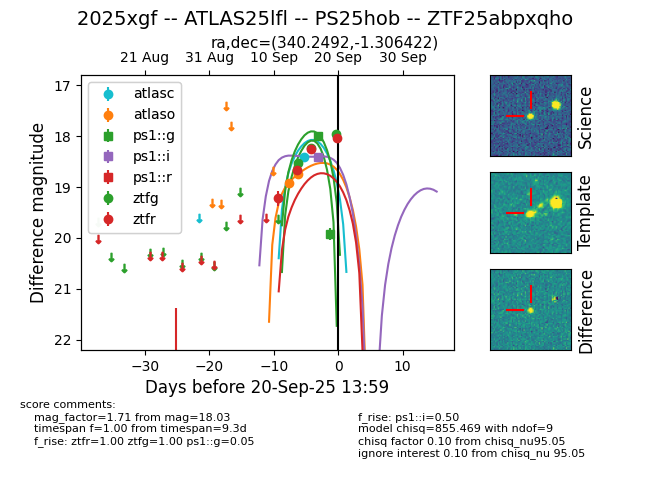 2025xgf -- ATLAS25lfl -- PS25hob -- ZTF25abpxqho
ra,dec=(340.2492,-1.306422)
21 Aug 31 Aug 10 Sep 20 Sep 30 Sep
17
18
19
20
21
22
Difference magnitude
atlasc
atlaso
ps1::g
ps1::i
ps1::r
ztfg
ztfr
−30 −20 −10 0 10
Days before 20-Sep-25 13:59
Science
Template
Difference
score comments:
mag_factor=1.71 from mag=18.03
timespan f=1.00 from timespan=9.3d
f_rise: ztfr=1.00 ztfg=1.00 ps1::g=0.05
f_rise: ps1::i=0.50
model chisq=855.469 with ndof=9
chisq factor 0.10 from chisq_nu95.05
ignore interest 0.10 from chisq_nu 95.05